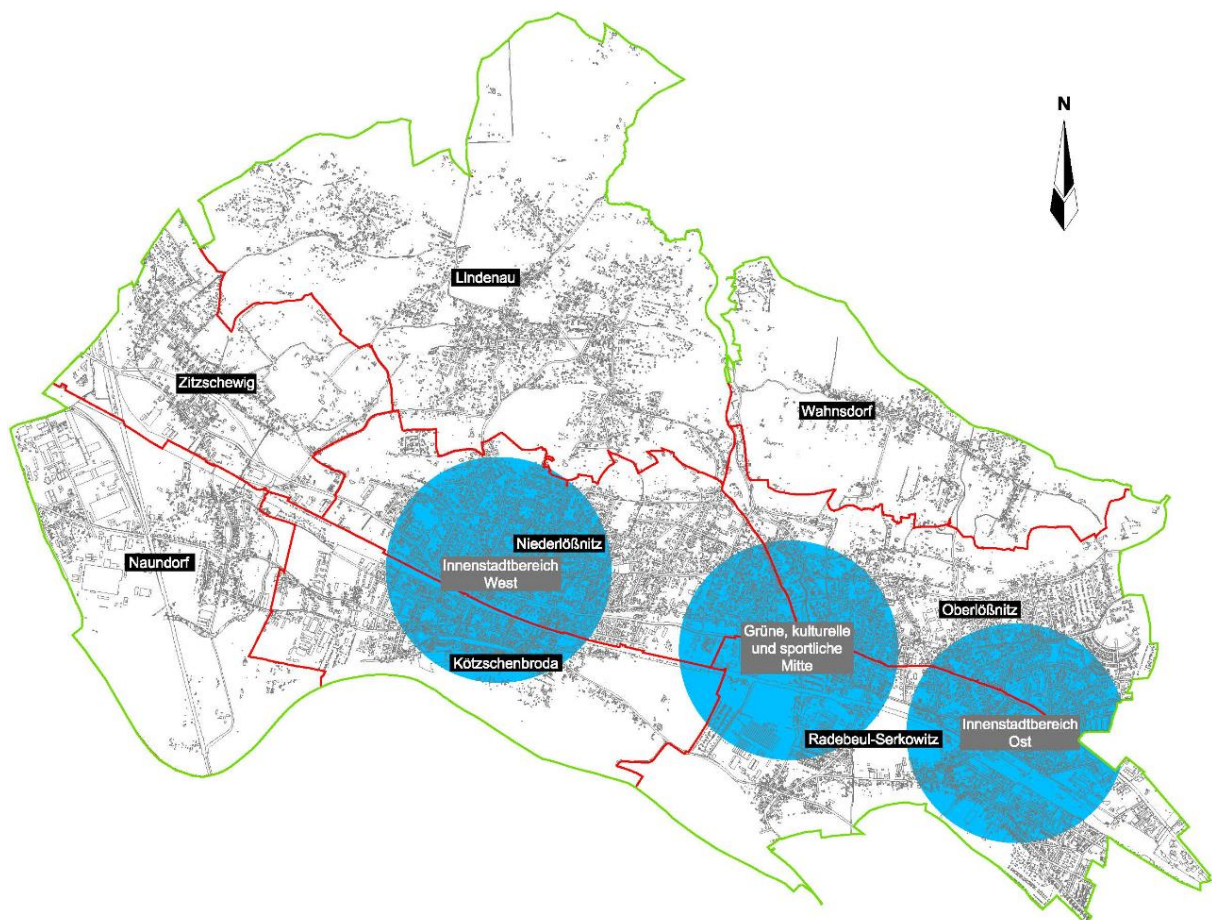 N
Lindenau
Zitzschewig
Wahnsdorf
Niederlößnitz
Naundorf
Innenstadtbereich
West
Oberlößnitz
Grüne, kulturelle
und sportliche
Mitte
Kötzschenbroda
Innenstadtbereich
Ost
Radebeul-Serkowitz